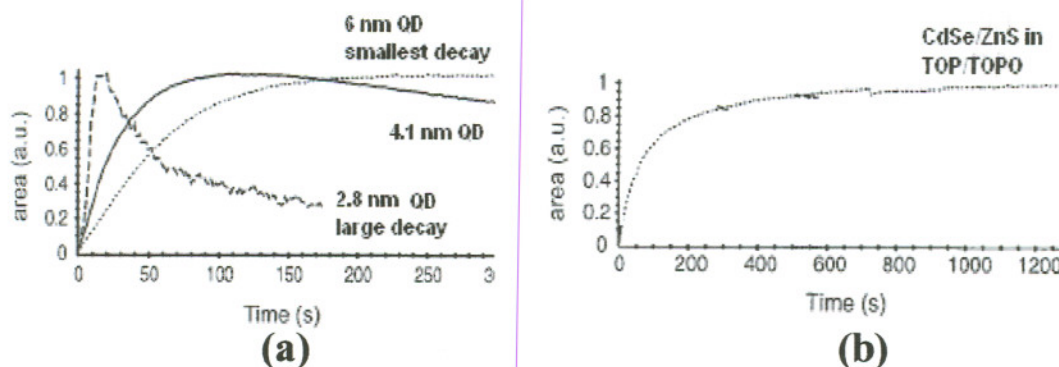 6 nm QD
smallest decay
4.1 nm QD
2.8 nm QD
large decay
area (a.u.)
1
0.8
0.6
0.4
0.2
0
0 50 100 150 200 250 3
Time (s)
(a)
CdSe/ZnS in
TOP/TOPO
area (a.u.)
1
0.8
0.6
0.4
0.2
0
0 200 400 600 800 1000 1200
Time (s)
(b)